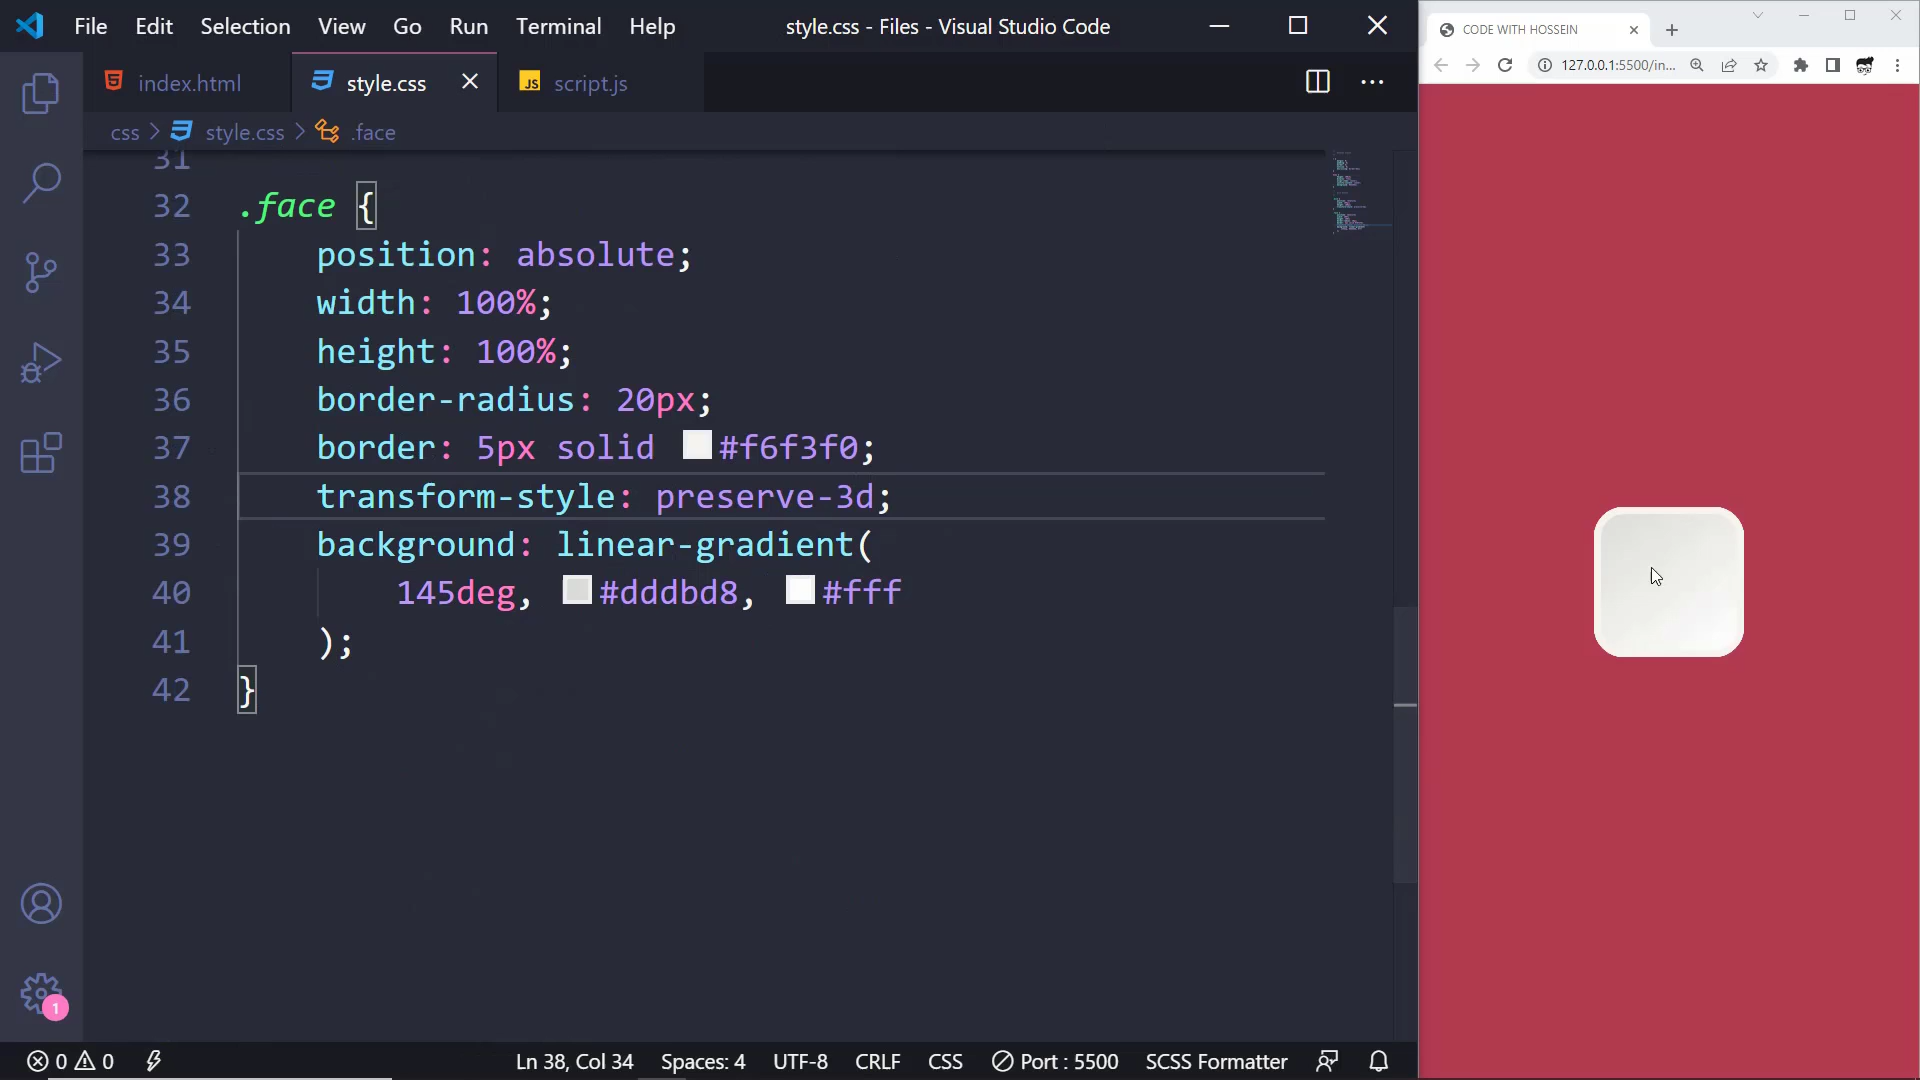 File Edit Selection View Go Run Terminal Help
style.css - Files - Visual Studio Code
index.html
style.css
JS script.js
css > style.css > .face
31
32 .face {
33 position: absolute;
34 width: 100%;
35 height: 100%;
36 border-radius: 20px;
37 border: 5px solid #f6f3f0;
38 transform-style: preserve-3d;
39 background: linear-gradient(
40 145deg, #dddbd8, #fff
41 );
42 }
1
0 0
Ln 38, Col 34 Spaces: 4 UTF-8 CRLF CSS Port : 5500 SCSS Formatter
CODE WITH HOSSEIN
127.0.0.1:5500/in...